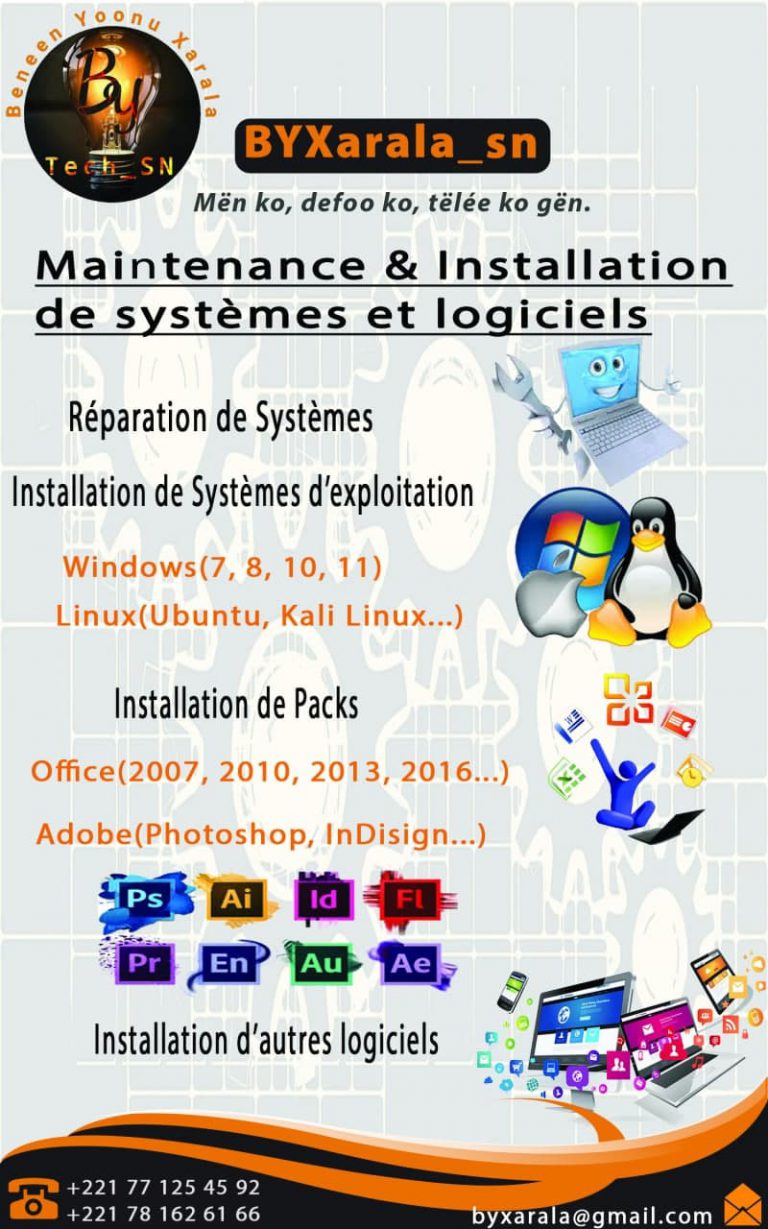 Beneen Yoonu Xarala
By
Tech_SN
BYXarala_sn
Mën ko, defoo ko, tëlée ko gën.
Maintenance & Installation
de systèmes et logiciels
Réparation de Systèmes
Installation de Systèmes d’exploitation
Windows(7, 8, 10, 11)
Linux(Ubuntu, Kali Linux...)
Installation de Packs
Office(2007, 2010, 2013, 2016...)
Adobe(Photoshop, InDisign...)
Ps Ai Id Fl
Pr En Au Ae
Installation d’autres logiciels
+221 77 125 45 92
+221 78 162 61 66
byxarala@gmail.com